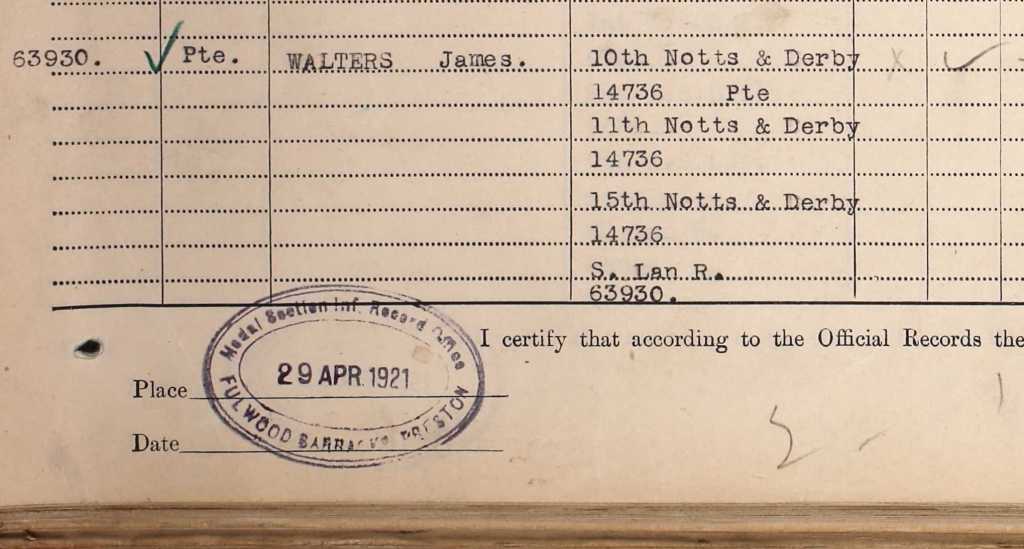 63930. Pte. WALTERS James. 10th Notts & Derby
14736 Pte
11th Notts & Derby
14736
15th Notts & Derby
14736
S. Lan R.
63930.
I certify that according to the Official Records the
Medal Section Inf. Record Office
29 APR. 1921
FULWOOD BARRACKS PRESTON
Place
Date